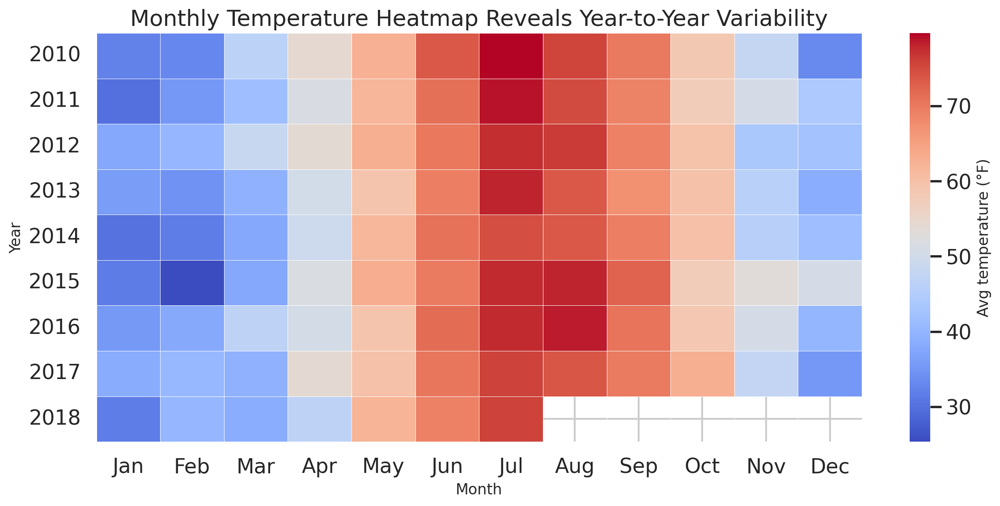 Monthly Temperature Heatmap Reveals Year-to-Year Variability
Year
2010
2011
2012
2013
2014
2015
2016
2017
2018
Jan Feb Mar Apr May Jun Jul Aug Sep Oct Nov Dec
Month
70
60
50
40
30
Avg temperature (°F)